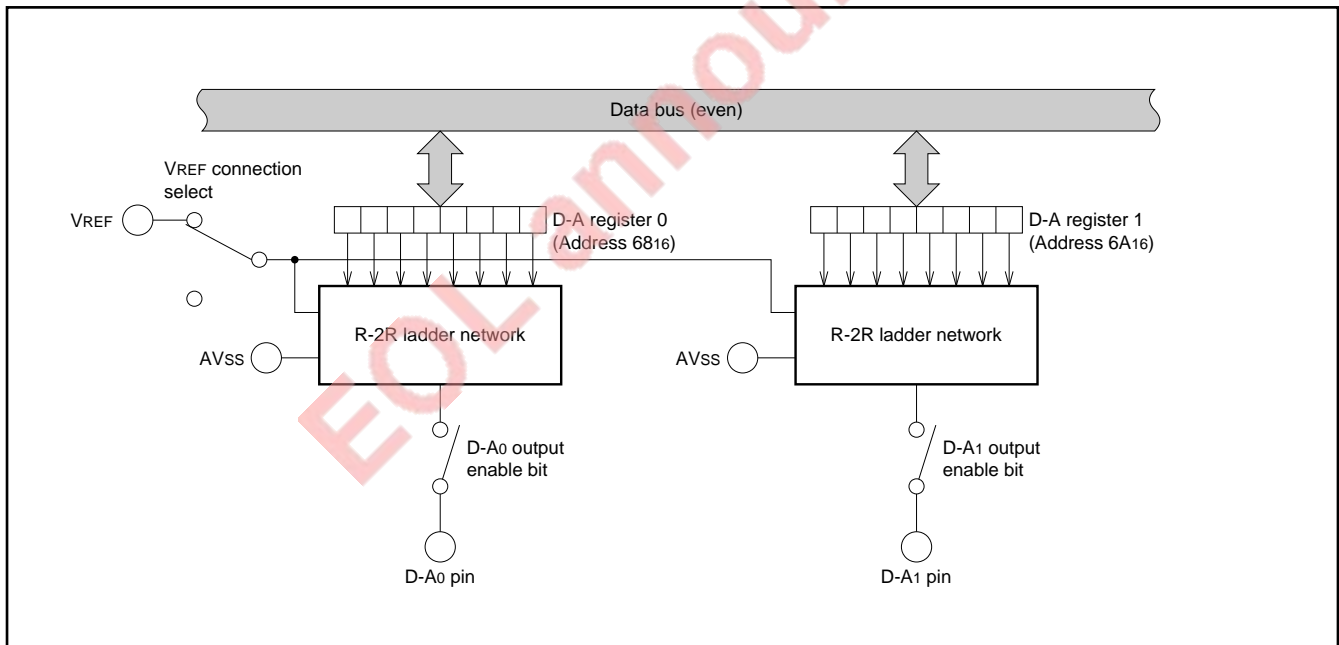 EOL annou
Data bus (even)
VREF connection
select
VREF
D-A register 0
(Address 6816)
D-A register 1
(Address 6A16)
R-2R ladder network
R-2R ladder network
AVSS
AVSS
D-A0 output
enable bit
D-A1 output
enable bit
D-A0 pin
D-A1 pin